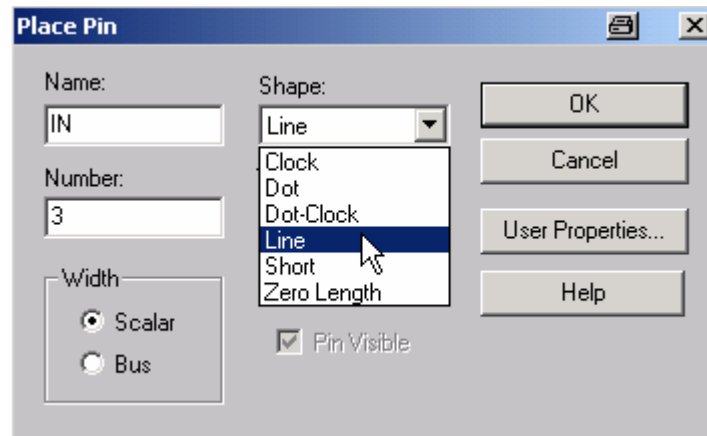 Place Pin
Name:
IN
Number:
3
Width
Scalar
Bus
Shape:
Line
Clock
Dot
Dot-Clock
Line
Short
Zero Length
Pin Visible
OK
Cancel
User Properties...
Help